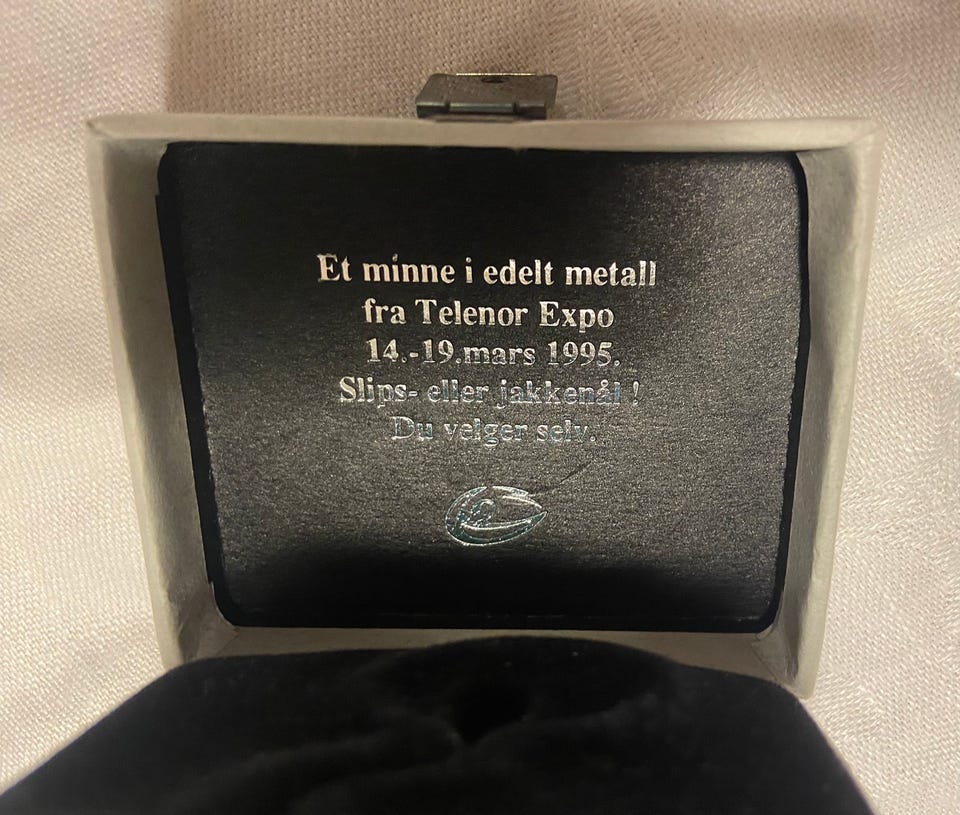 Et minne i edelt metall
fra Telenor Expo
14.-19.mars 1995.
Slips- eller jakkenål !
Du velger selv.